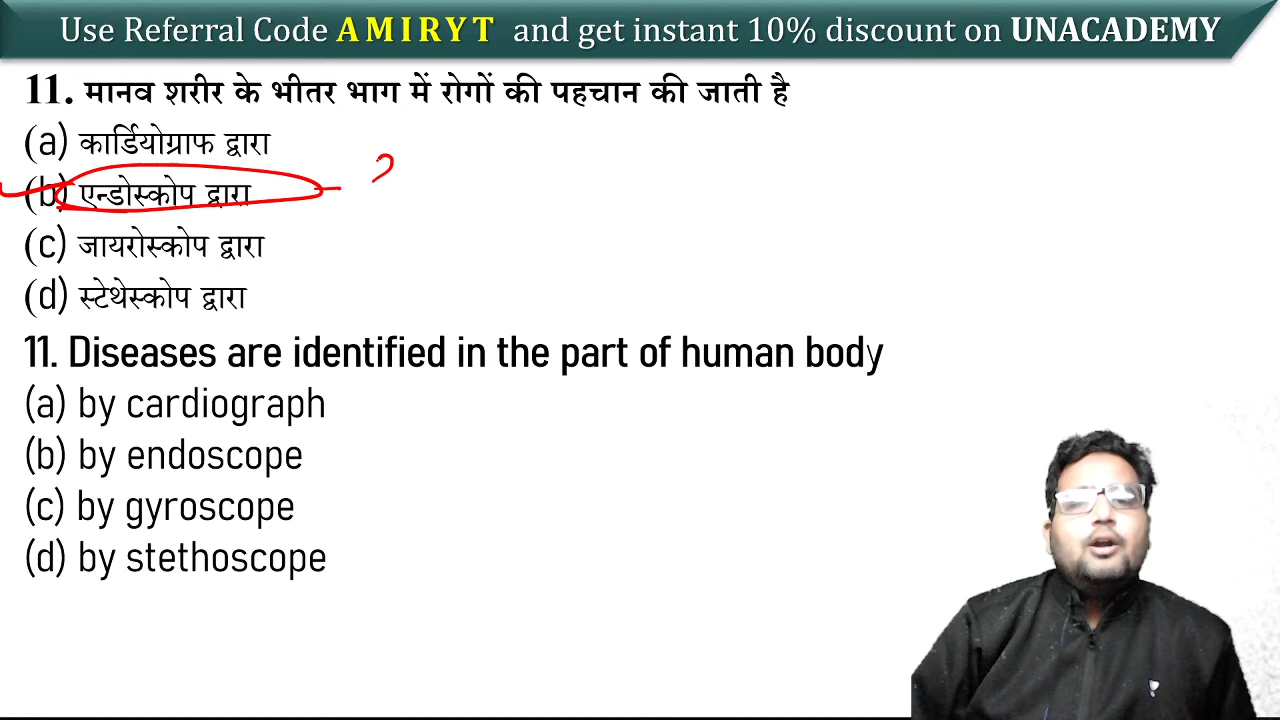 Use Referral Code AMIRYT and get instant 10% discount on UNACADEMY
11. मानव शरीर के भीतर भाग में रोगों की पहचान की जाती है
(a) कार्डियोग्राफ द्वारा
(b) एन्डोस्कोप द्वारा
(c) जायरोस्कोप द्वारा
(d) स्टेथेस्कोप द्वारा
11. Diseases are identified in the part of human body
(a) by cardiograph
(b) by endoscope
(c) by gyroscope
(d) by stethoscope